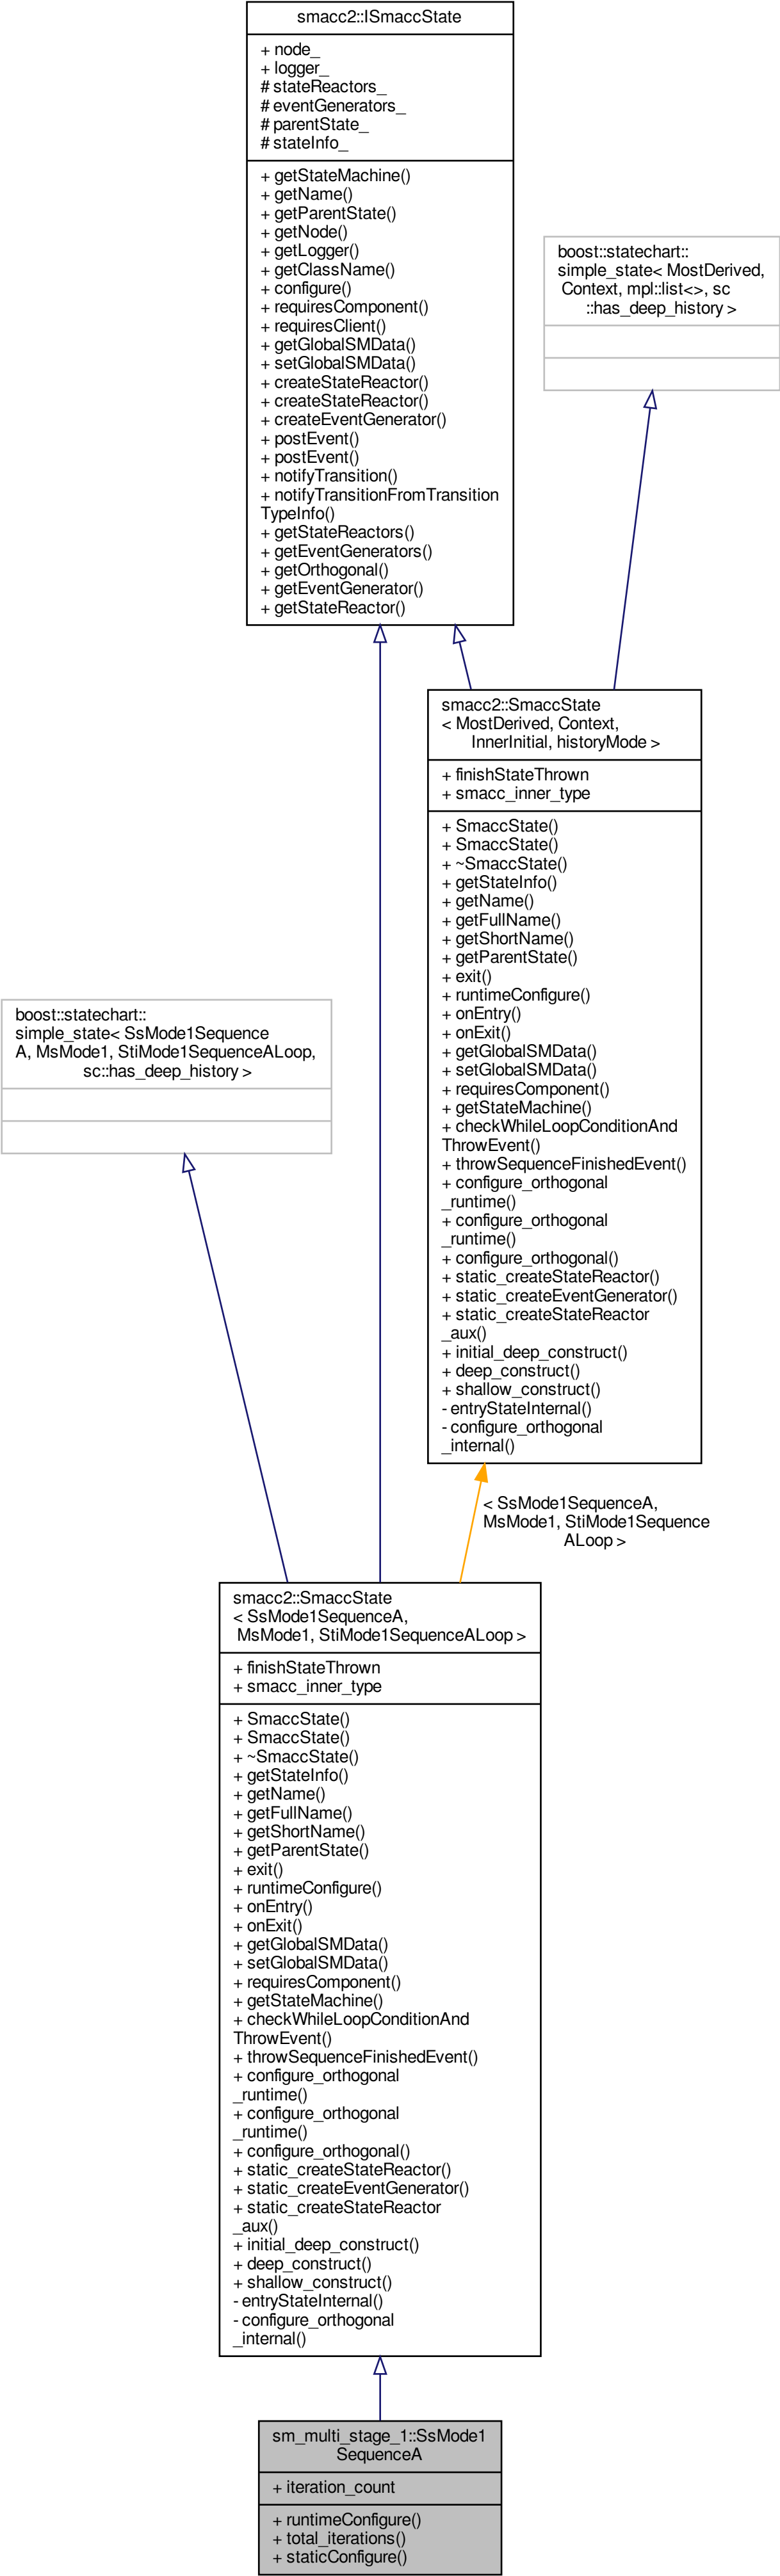 smacc2::ISmaccState
+ node_
+ logger_
# stateReactors_
# eventGenerators_
# parentState_
# stateInfo_
+ getStateMachine()
+ getName()
+ getParentState()
+ getNode()
+ getLogger()
+ getClassName()
+ configure()
+ requiresComponent()
+ requiresClient()
+ getGlobalSMData()
+ setGlobalSMData()
+ createStateReactor()
+ createStateReactor()
+ createEventGenerator()
+ postEvent()
+ postEvent()
+ notifyTransition()
+ notifyTransitionFromTransition
TypeInfo()
+ getStateReactors()
+ getEventGenerators()
+ getOrthogonal()
+ getEventGenerator()
+ getStateReactor()
boost::statechart::
simple_state< MostDerived,
Context, mpl::list<>, sc
::has_deep_history >
smacc2::SmaccState
< MostDerived, Context,
InnerInitial, historyMode >
+ finishStateThrown
+ smacc_inner_type
+ SmaccState()
+ SmaccState()
+ ~SmaccState()
+ getStateInfo()
+ getName()
+ getFullName()
+ getShortName()
+ getParentState()
+ exit()
+ runtimeConfigure()
+ onEntry()
+ onExit()
+ getGlobalSMData()
+ setGlobalSMData()
+ requiresComponent()
+ getStateMachine()
+ checkWhileLoopConditionAnd
ThrowEvent()
+ throwSequenceFinishedEvent()
+ configure_orthogonal
_runtime()
+ configure_orthogonal
_runtime()
+ configure_orthogonal()
+ static_createStateReactor()
+ static_createEventGenerator()
+ static_createStateReactor
_aux()
+ initial_deep_construct()
+ deep_construct()
+ shallow_construct()
- entryStateInternal()
- configure_orthogonal
_internal()
boost::statechart::
simple_state< SsMode1Sequence
A, MsMode1, StiMode1SequenceALoop,
sc::has_deep_history >
< SsMode1SequenceA,
MsMode1, StiMode1Sequence
ALoop >
smacc2::SmaccState
< SsMode1SequenceA,
MsMode1, StiMode1SequenceALoop >
+ finishStateThrown
+ smacc_inner_type
+ SmaccState()
+ SmaccState()
+ ~SmaccState()
+ getStateInfo()
+ getName()
+ getFullName()
+ getShortName()
+ getParentState()
+ exit()
+ runtimeConfigure()
+ onEntry()
+ onExit()
+ getGlobalSMData()
+ setGlobalSMData()
+ requiresComponent()
+ getStateMachine()
+ checkWhileLoopConditionAnd
ThrowEvent()
+ throwSequenceFinishedEvent()
+ configure_orthogonal
_runtime()
+ configure_orthogonal
_runtime()
+ configure_orthogonal()
+ static_createStateReactor()
+ static_createEventGenerator()
+ static_createStateReactor
_aux()
+ initial_deep_construct()
+ deep_construct()
+ shallow_construct()
- entryStateInternal()
- configure_orthogonal
_internal()
sm_multi_stage_1::SsMode1
SequenceA
+ iteration_count
+ runtimeConfigure()
+ total_iterations()
+ staticConfigure()